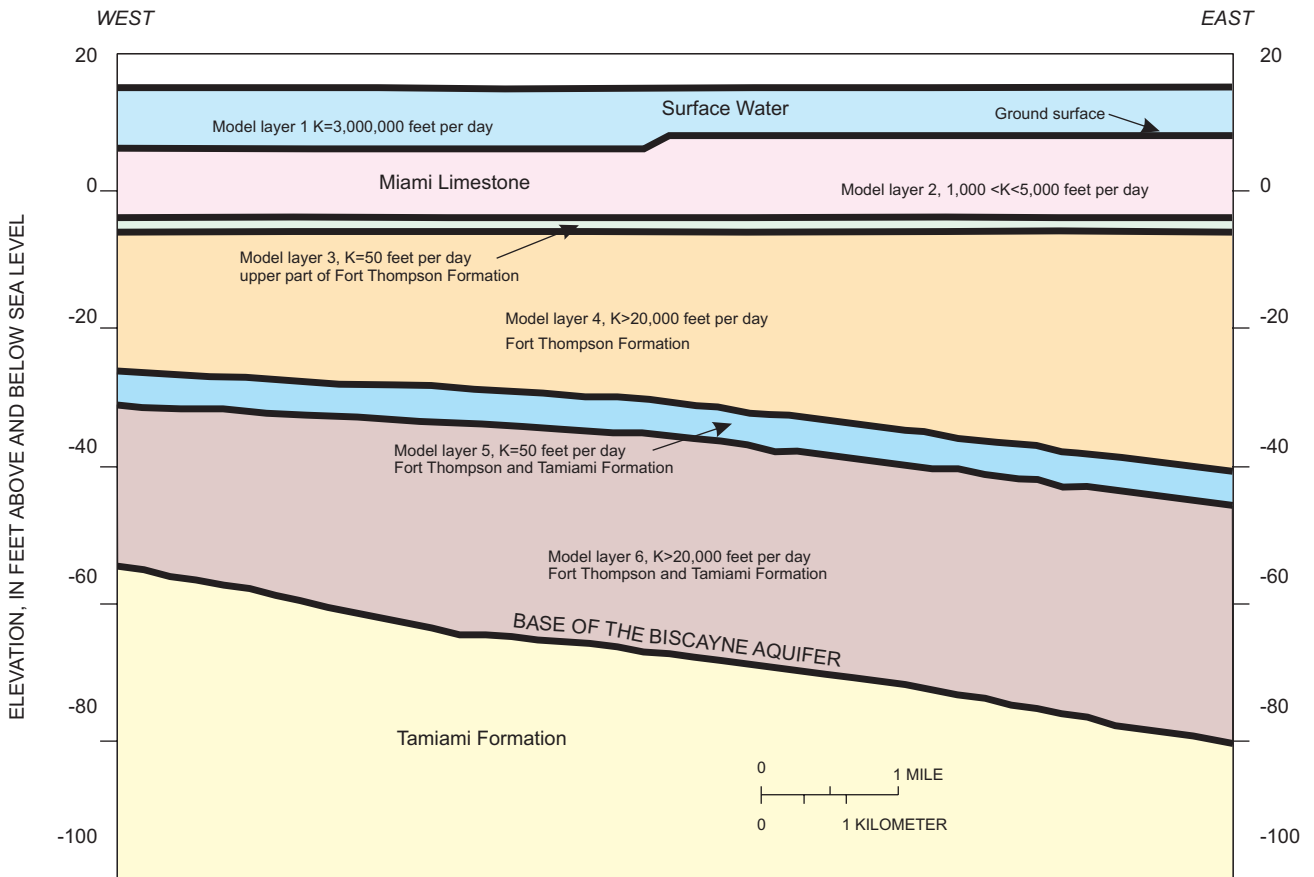 WEST
EAST
20
20
Surface Water
Ground surface
Model layer 1 K=3,000,000 feet per day
Miami Limestone
0
0
Model layer 2, 1,000 <K<5,000 feet per day
Model layer 3, K=50 feet per day
upper part of Fort Thompson Formation
-20
-20
Model layer 4, K>20,000 feet per day
Fort Thompson Formation
-40
-40
Model layer 5, K=50 feet per day
Fort Thompson and Tamiami Formation
ELEVATION, IN FEET ABOVE AND BELOW SEA LEVEL
Model layer 6, K>20,000 feet per day
Fort Thompson and Tamiami Formation
-60
-60
BASE OF THE BISCAYNE AQUIFER
-80
-80
Tamiami Formation
0
1 MILE
0
1 KILOMETER
-100
-100